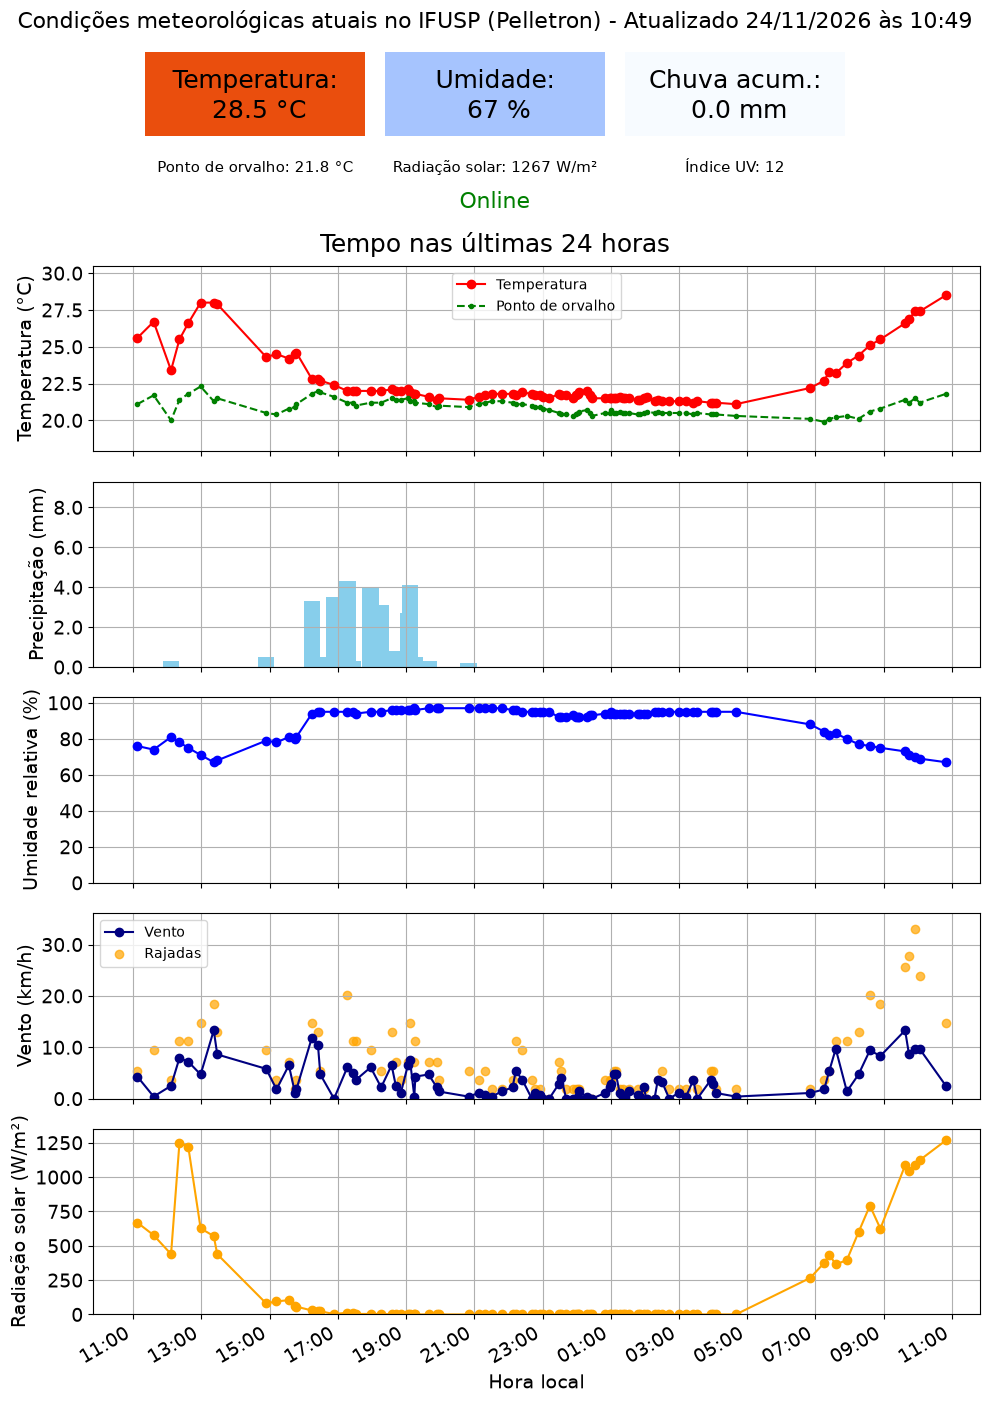 Condições meteorológicas atuais no IFUSP (Pelletron) - Atualizado 24/11/2026 às 10:49
Temperatura:
28.5 °C
Umidade:
67 %
Chuva acum.:
0.0 mm
Ponto de orvalho: 21.8 °C
Radiação solar: 1267 W/m²
Índice UV: 12
Online
Tempo nas últimas 24 horas
Temperatura (°C)
30.0
27.5
25.0
22.5
20.0
Temperatura
Ponto de orvalho
Precipitação (mm)
8.0
6.0
4.0
2.0
0.0
Umidade relativa (%)
100
80
60
40
20
0
Vento (km/h)
30.0
20.0
10.0
0.0
Vento
Rajadas
Radiação solar (W/m²)
1250
1000
750
500
250
0
11:00
13:00
15:00
17:00
19:00
21:00
23:00
01:00
03:00
05:00
07:00
09:00
11:00
Hora local